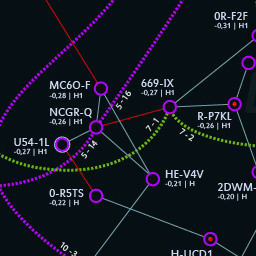 0R-F2F
-0,31 | H1
MC6O-F
-0,28 | H1
669-IX
-0,27 | H1
5 - 16
NCGR-Q
-0,26 | H1
R-P7KL
-0,26 | H1
7 - 1
7 - 2
U54-1L
-0,27 | H1
5 - 14
HE-V4V
-0,21 | H
0-R5TS
-0,22 | H
2DWM-
-0,20 | H
10 - 3
H-UCD1